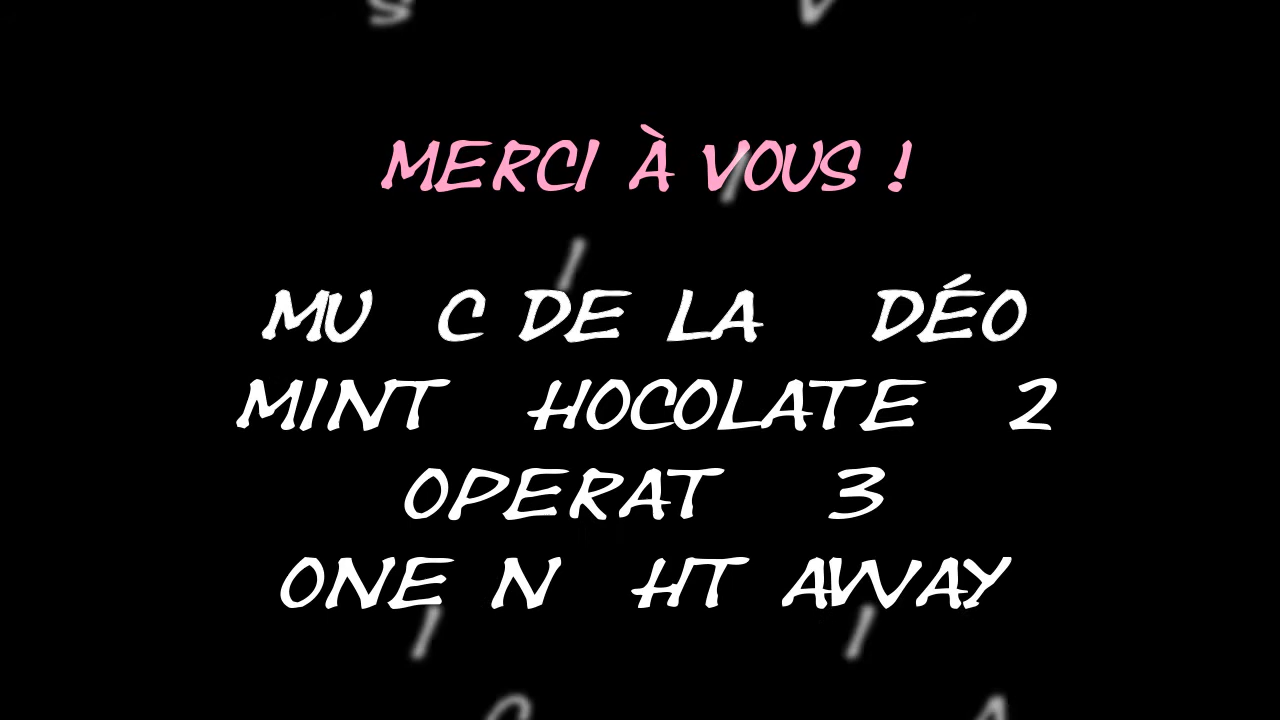 MERCI À VOUS !
MU C DE LA DÉO
MINT HOCOLATE 2
OPERAT 3
ONE N HT AWAY